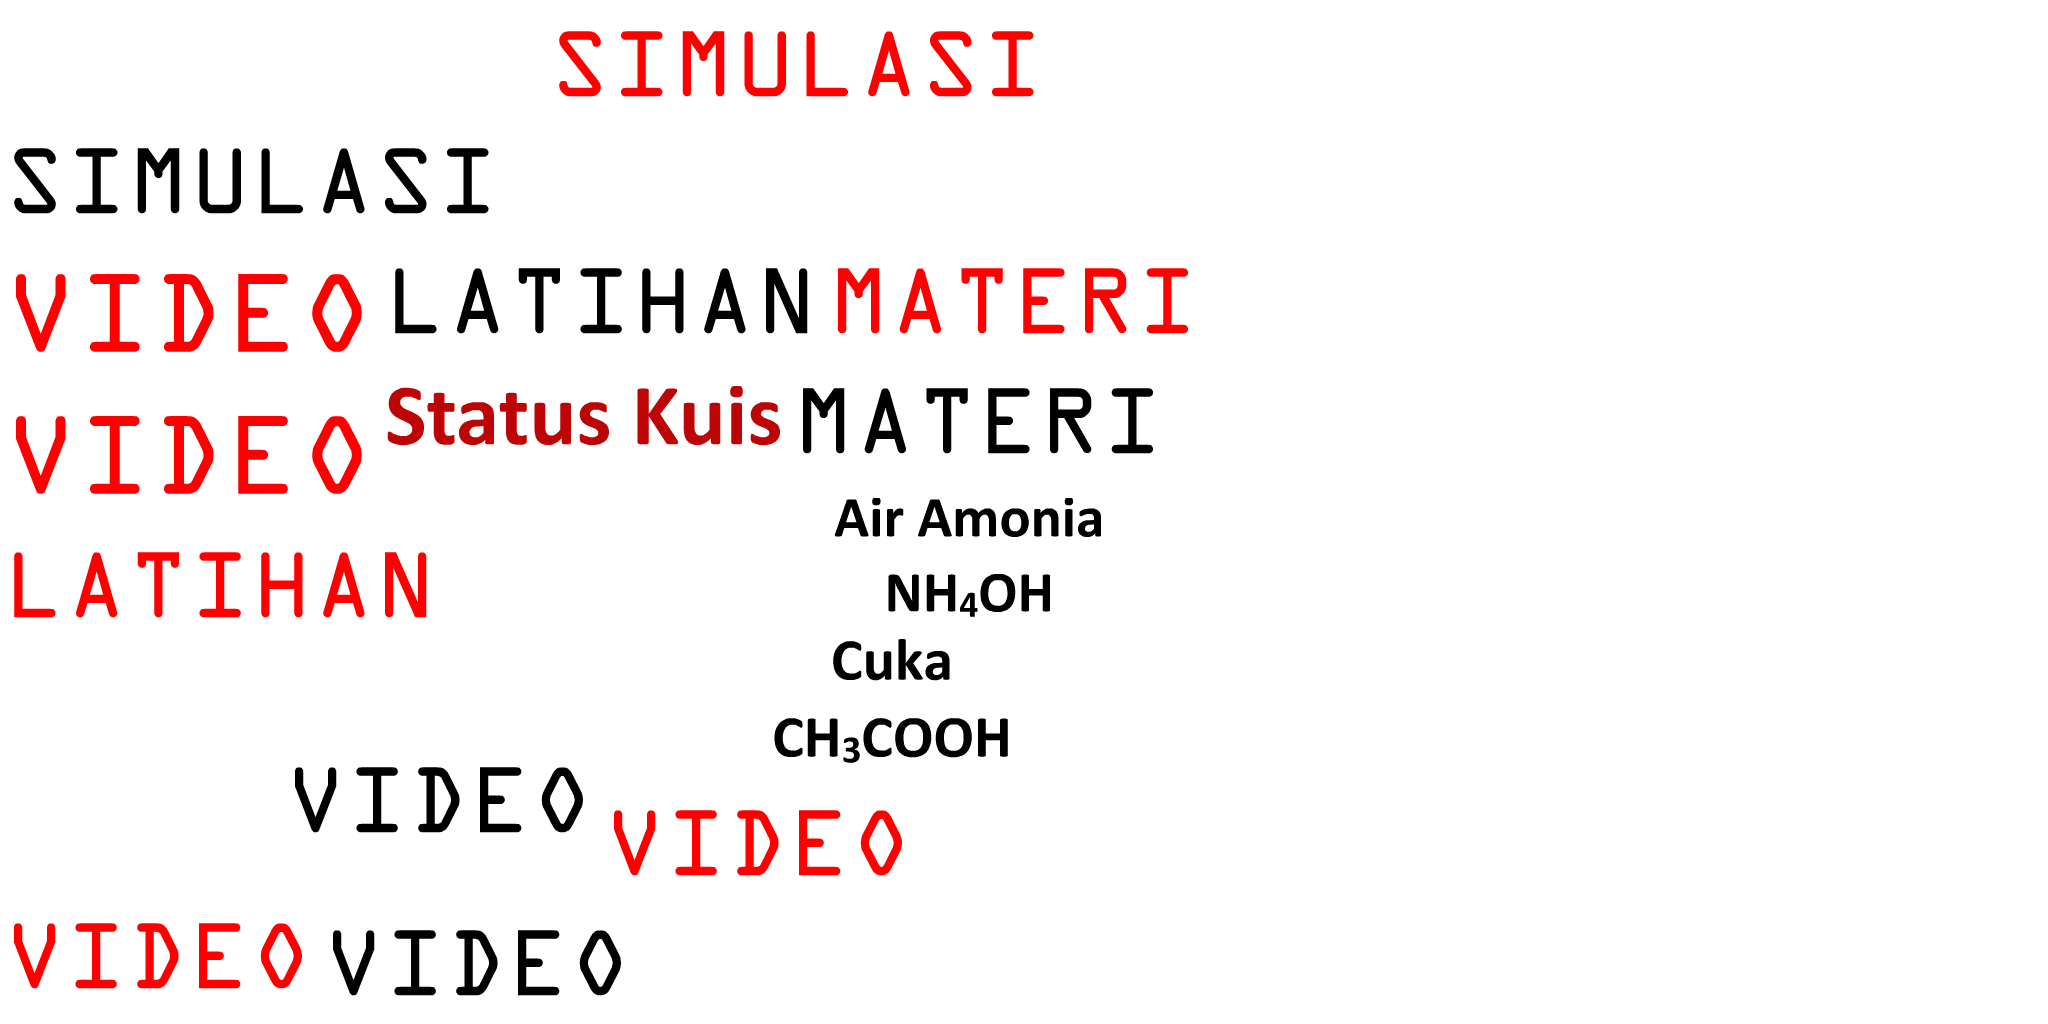 SIMULASI
SIMULASI
VIDEO LATIHAN MATERI
VIDEO Status Kuis MATERI
Air Amonia
LATIHAN NH₄OH
Cuka
CH₃COOH
VIDEO VIDEO
VIDEO VIDEO